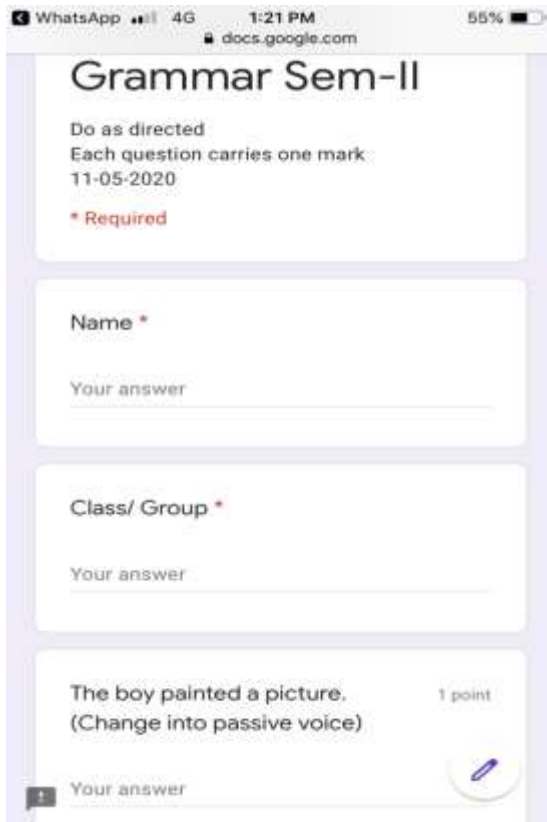 WhatsApp 4G 1:21 PM 55%
docs.google.com
Grammar Sem-II
Do as directed
Each question carries one mark
11-05-2020
* Required
Name *
Your answer
Class/ Group *
Your answer
The boy painted a picture. 1 point
(Change into passive voice)
Your answer